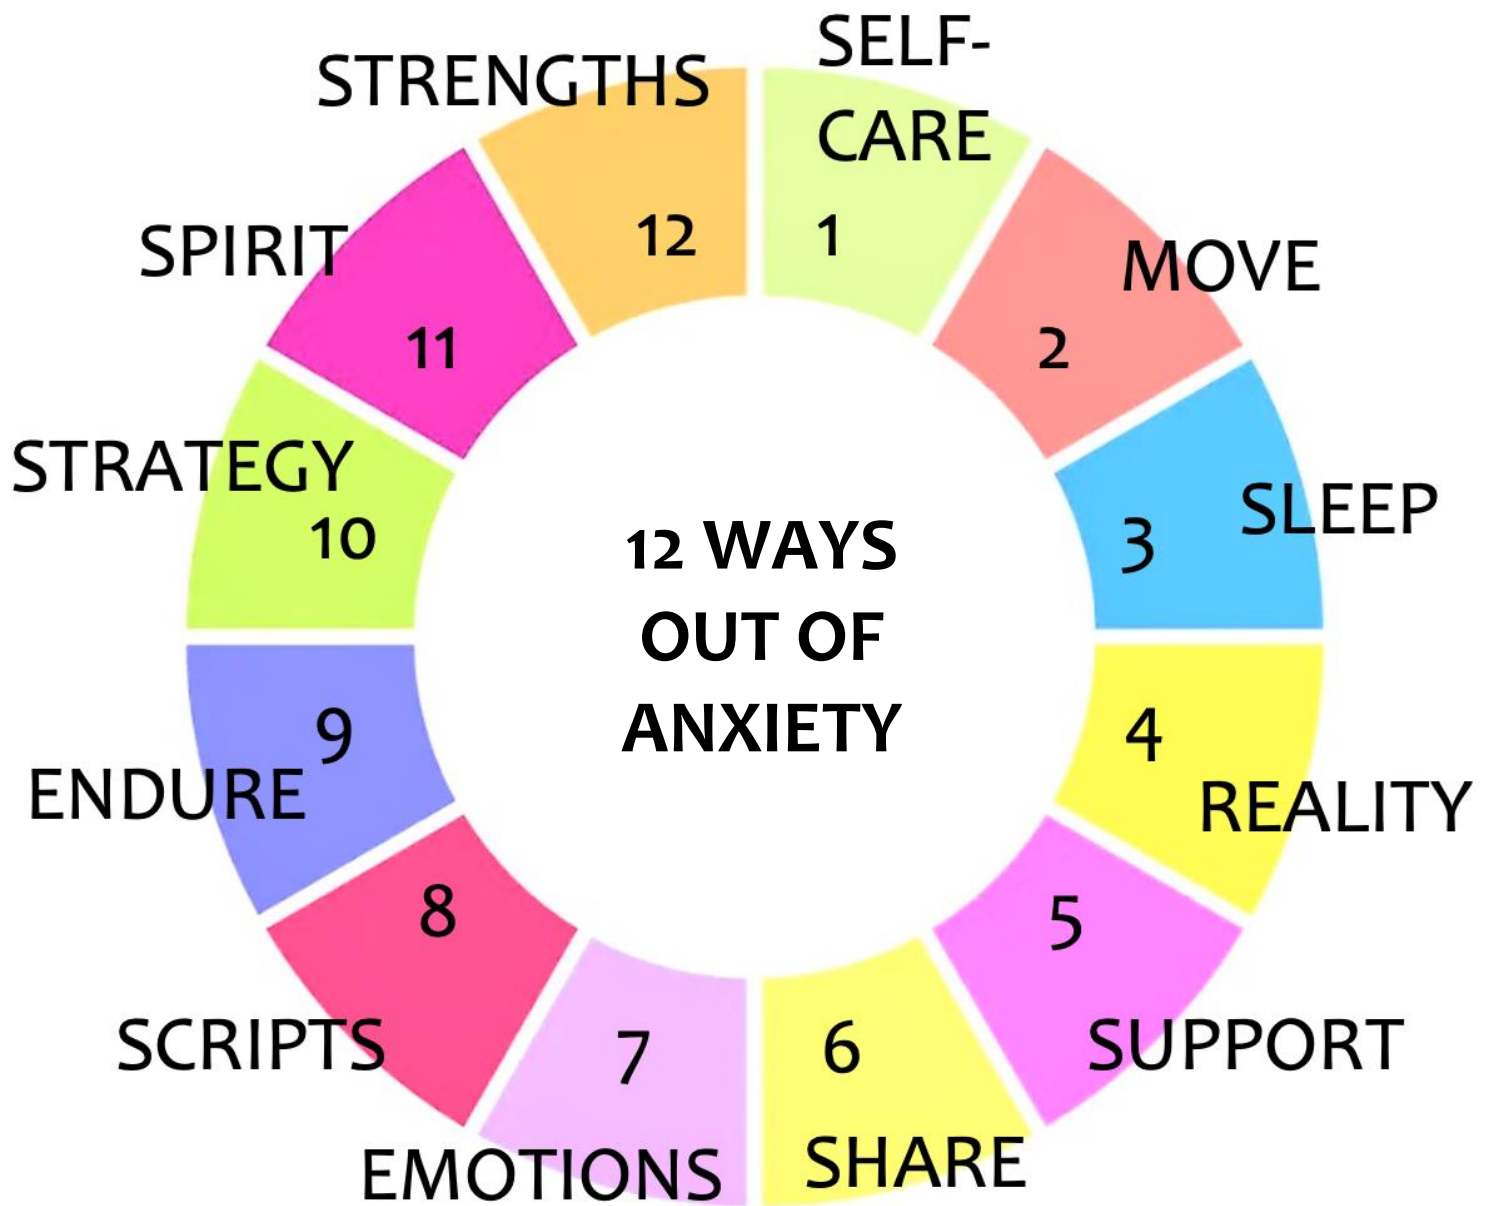 12 WAYS
OUT OF
ANXIETY
SELF-
CARE
1
MOVE
2
SLEEP
3
REALITY
4
SUPPORT
5
SHARE
6
EMOTIONS
7
SCRIPTS
8
ENDURE
9
STRATEGY
10
SPIRIT
11
STRENGTHS
12